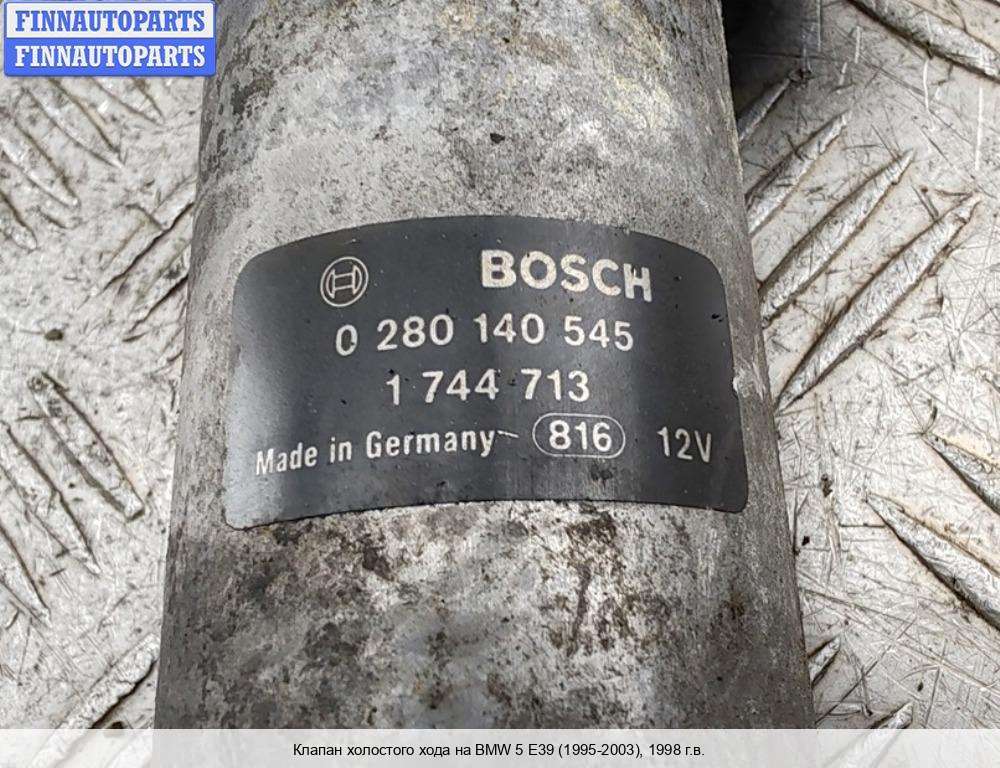 FINNAUTOPARTS
FINNAUTOPARTS
BOSCH
0 280 140 545
1 744 713
Made in Germany 816 12V
Клапан холостого хода на BMW 5 E39 (1995-2003), 1998 г.в.